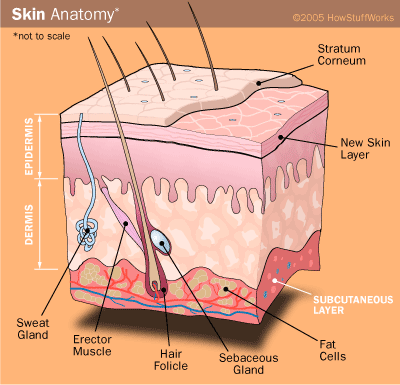 Skin Anatomy*
©2005 HowStuffWorks
*not to scale
Stratum
Corneum
EPIDERMIS
New Skin
Layer
DERMIS
SUBCUTANEOUS
LAYER
Sweat
Gland
Erector
Muscle
Hair
Folicle
Sebaceous
Gland
Fat
Cells